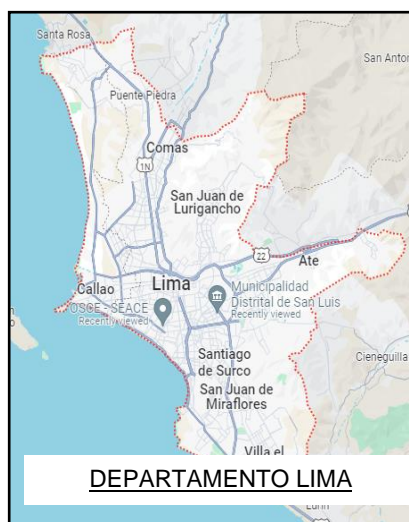 Santa Rosa
San Anton
Puente Piedra
Comas
1N
San Juan de
Lurigancho
22
Ate
Lima
Municipalidad
Distrital de San Luis
Recently viewed
Callao
OSCE - SEACE
Recently viewed
Cieneguilla
Santiago
de Surco
San Juan de
Miraflores
Villa el
DEPARTAMENTO LIMA
Lurin